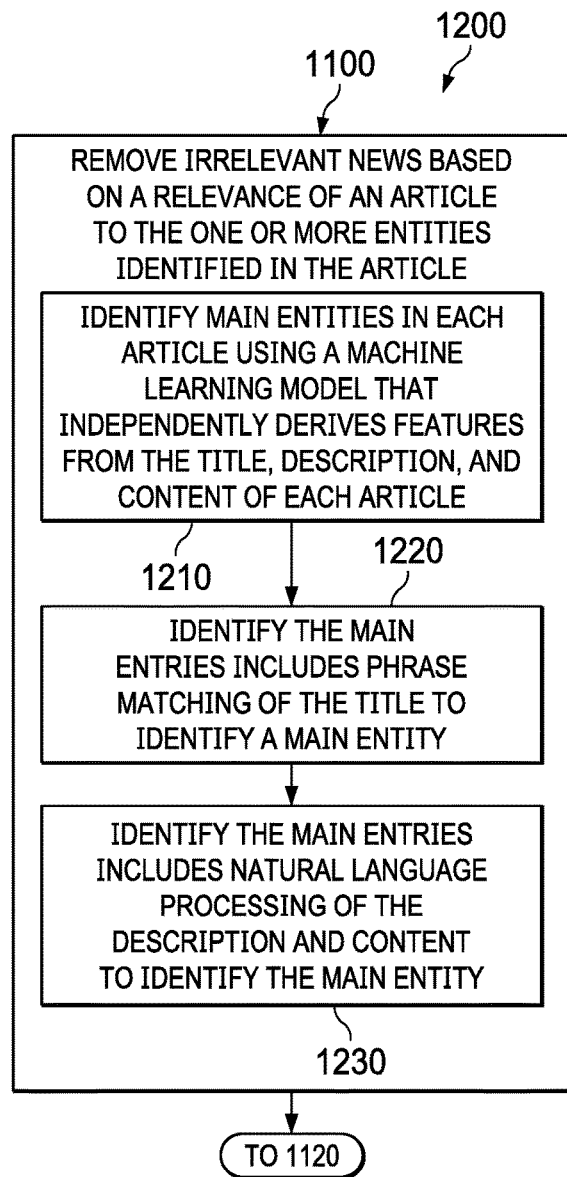 1200
1100
REMOVE IRRELEVANT NEWS BASED
ON A RELEVANCE OF AN ARTICLE
TO THE ONE OR MORE ENTITIES
IDENTIFIED IN THE ARTICLE
IDENTIFY MAIN ENTITIES IN EACH
ARTICLE USING A MACHINE
LEARNING MODEL THAT
INDEPENDENTLY DERIVES FEATURES
FROM THE TITLE, DESCRIPTION, AND
CONTENT OF EACH ARTICLE
1210
1220
IDENTIFY THE MAIN
ENTRIES INCLUDES PHRASE
MATCHING OF THE TITLE TO
IDENTIFY A MAIN ENTITY
IDENTIFY THE MAIN ENTRIES
INCLUDES NATURAL LANGUAGE
PROCESSING OF THE
DESCRIPTION AND CONTENT
TO IDENTIFY THE MAIN ENTITY
1230
TO 1120